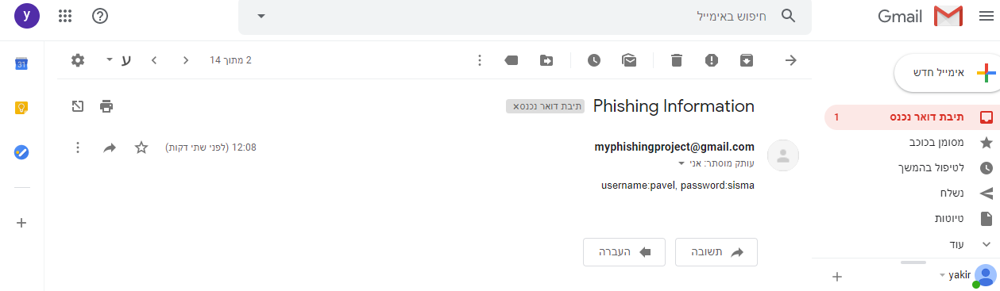 Gmail
חיפוש באימייל
y
אימייל חדש
תיבת דואר נכנס
1
מסומן בכוכב
לטיפול בהמשך
נשלח
טיוטות
עוד
yakir
2 מתוך 14
ע
31
Phishing Information
תיבת דואר נכנס×
myphishingproject@gmail.com
12:08 (לפני שתי דקות)
עותק מוסתר: אני
username:pavel, password:sisma
תשובה
העברה